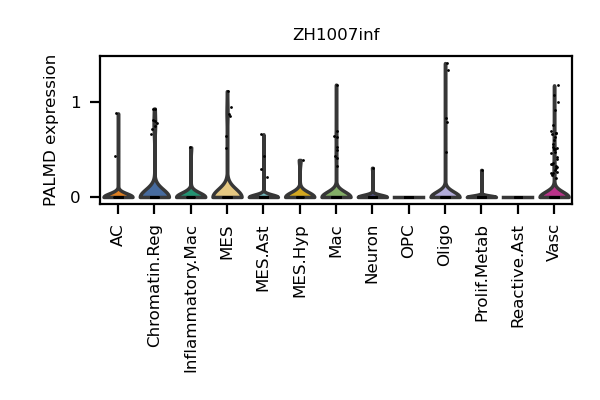 ZH1007inf
PALMD expression
1
0
AC
Chromatin.Reg
Inflammatory.Mac
MES
MES.Ast
MES.Hyp
Mac
Neuron
OPC
Oligo
Prolif.Metab
Reactive.Ast
Vasc